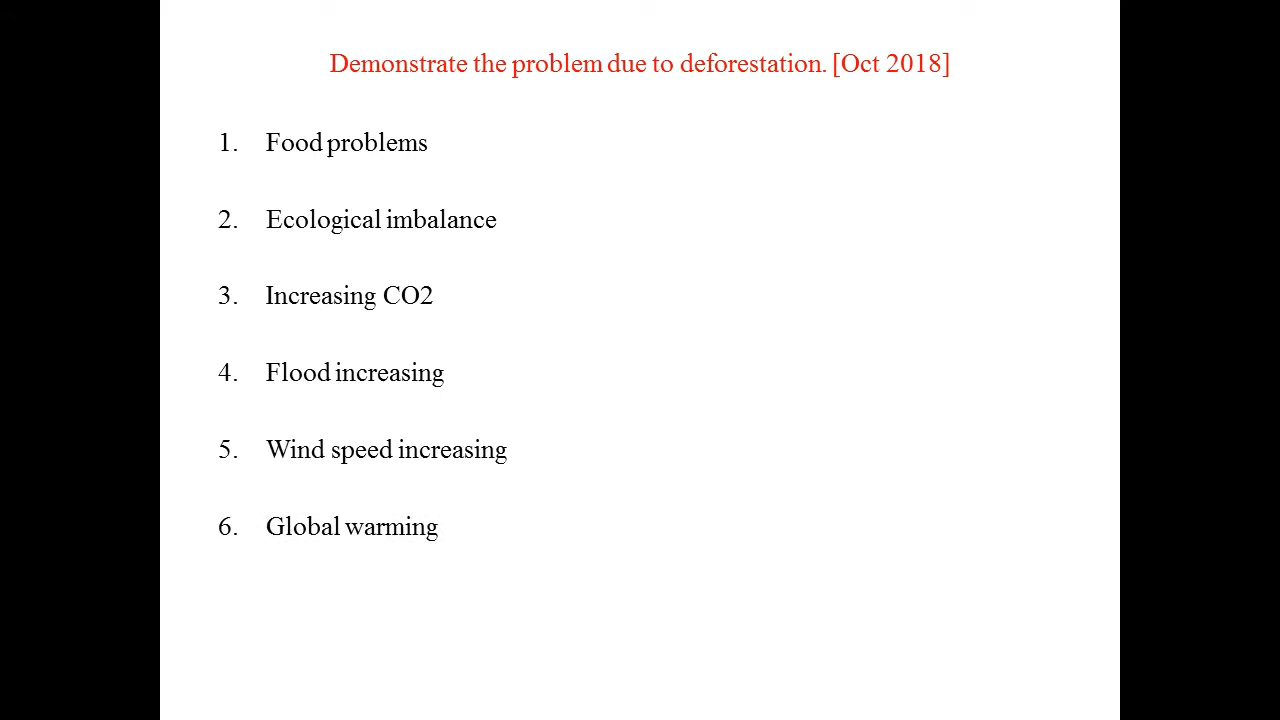 Demonstrate the problem due to deforestation. [Oct 2018]
1. Food problems
2. Ecological imbalance
3. Increasing CO2
4. Flood increasing
5. Wind speed increasing
6. Global warming